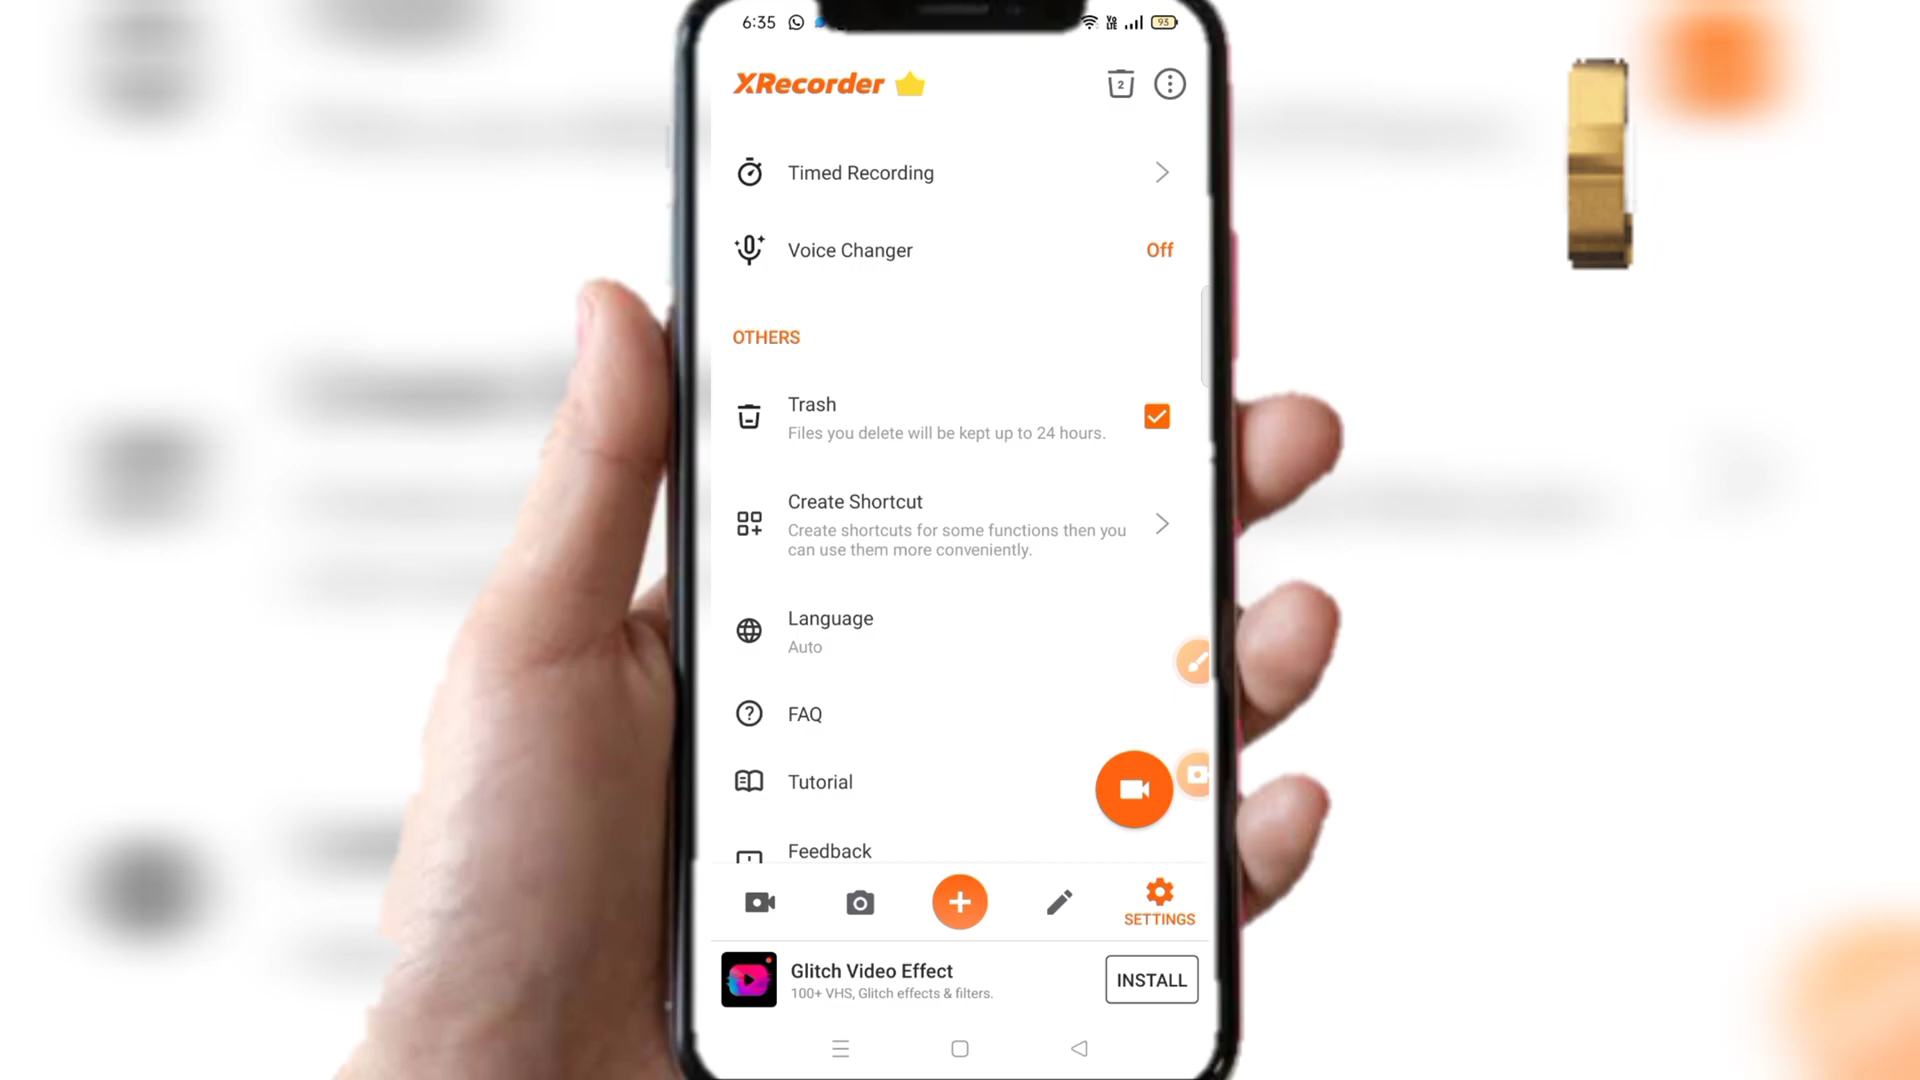 6:35
93
XRecorder
2
Timed Recording
Voice Changer
Off
OTHERS
Trash
Files you delete will be kept up to 24 hours.
Create Shortcut
Create shortcuts for some functions then you
can use them more conveniently.
Language
Auto
FAQ
Tutorial
Feedback
SETTINGS
Glitch Video Effect
100+ VHS, Glitch effects & filters.
INSTALL